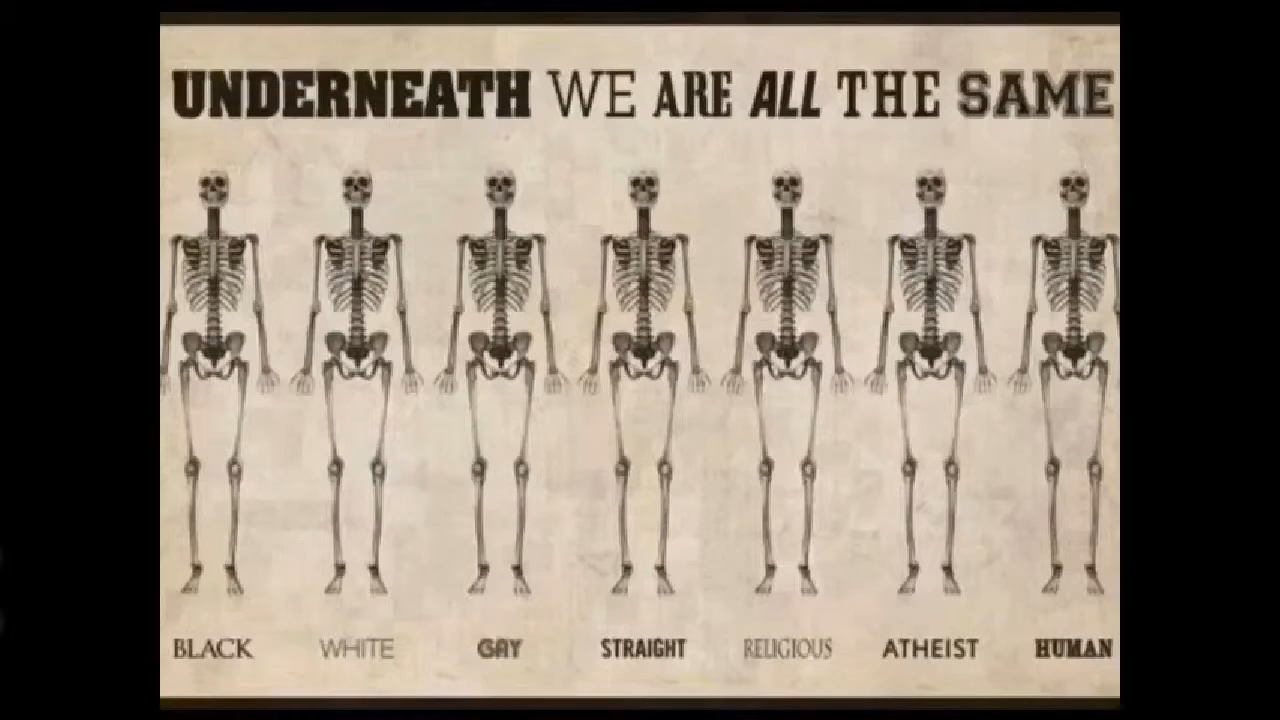 UNDERNEATH WE ARE ALL THE SAME
BLACK WHITE GAY STRAIGHT RELIGIOUS ATHEIST HUMAN